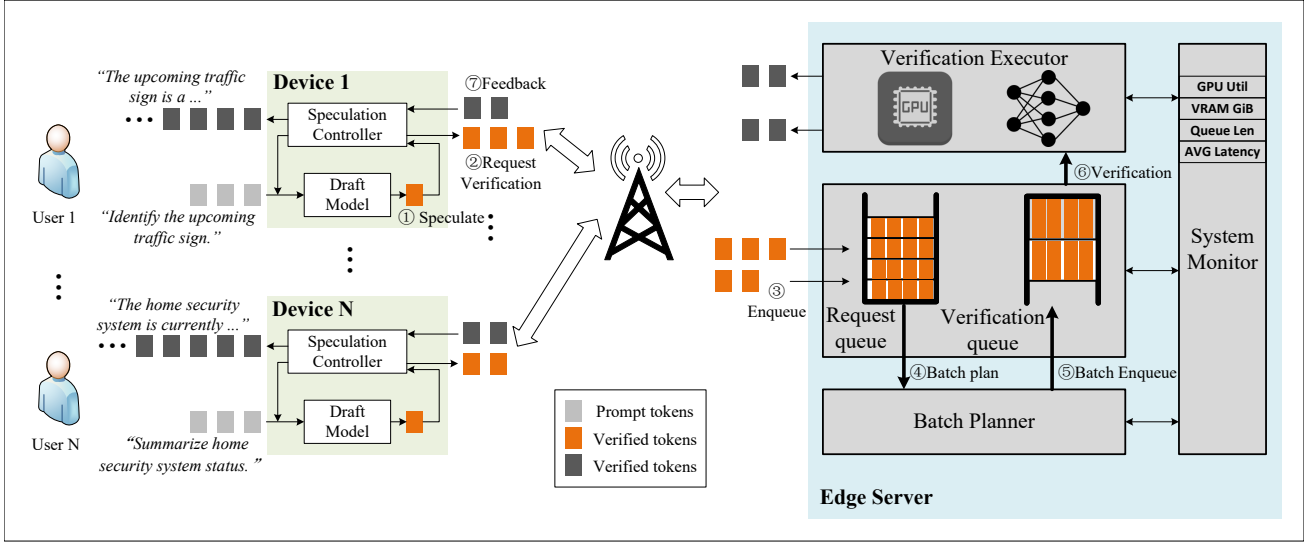 “The upcoming traffic
sign is a ...”
User 1
“Identify the upcoming
traffic sign.”
Device 1
Speculation
Controller
Draft
Model
① Speculate
⑦Feedback
②Request
Verification
“The home security
system is currently ...”
User N
“Summarize home
security system status. ”
Device N
Speculation
Controller
Draft
Model
Prompt tokens
Verified tokens
Verified tokens
Verification Executor
GPU
⑥Verification
③
Enqueue
Request
queue
Verification
queue
④Batch plan
⑤Batch Enqueue
Batch Planner
Edge Server
GPU Util
VRAM GiB
Queue Len
AVG Latency
System
Monitor